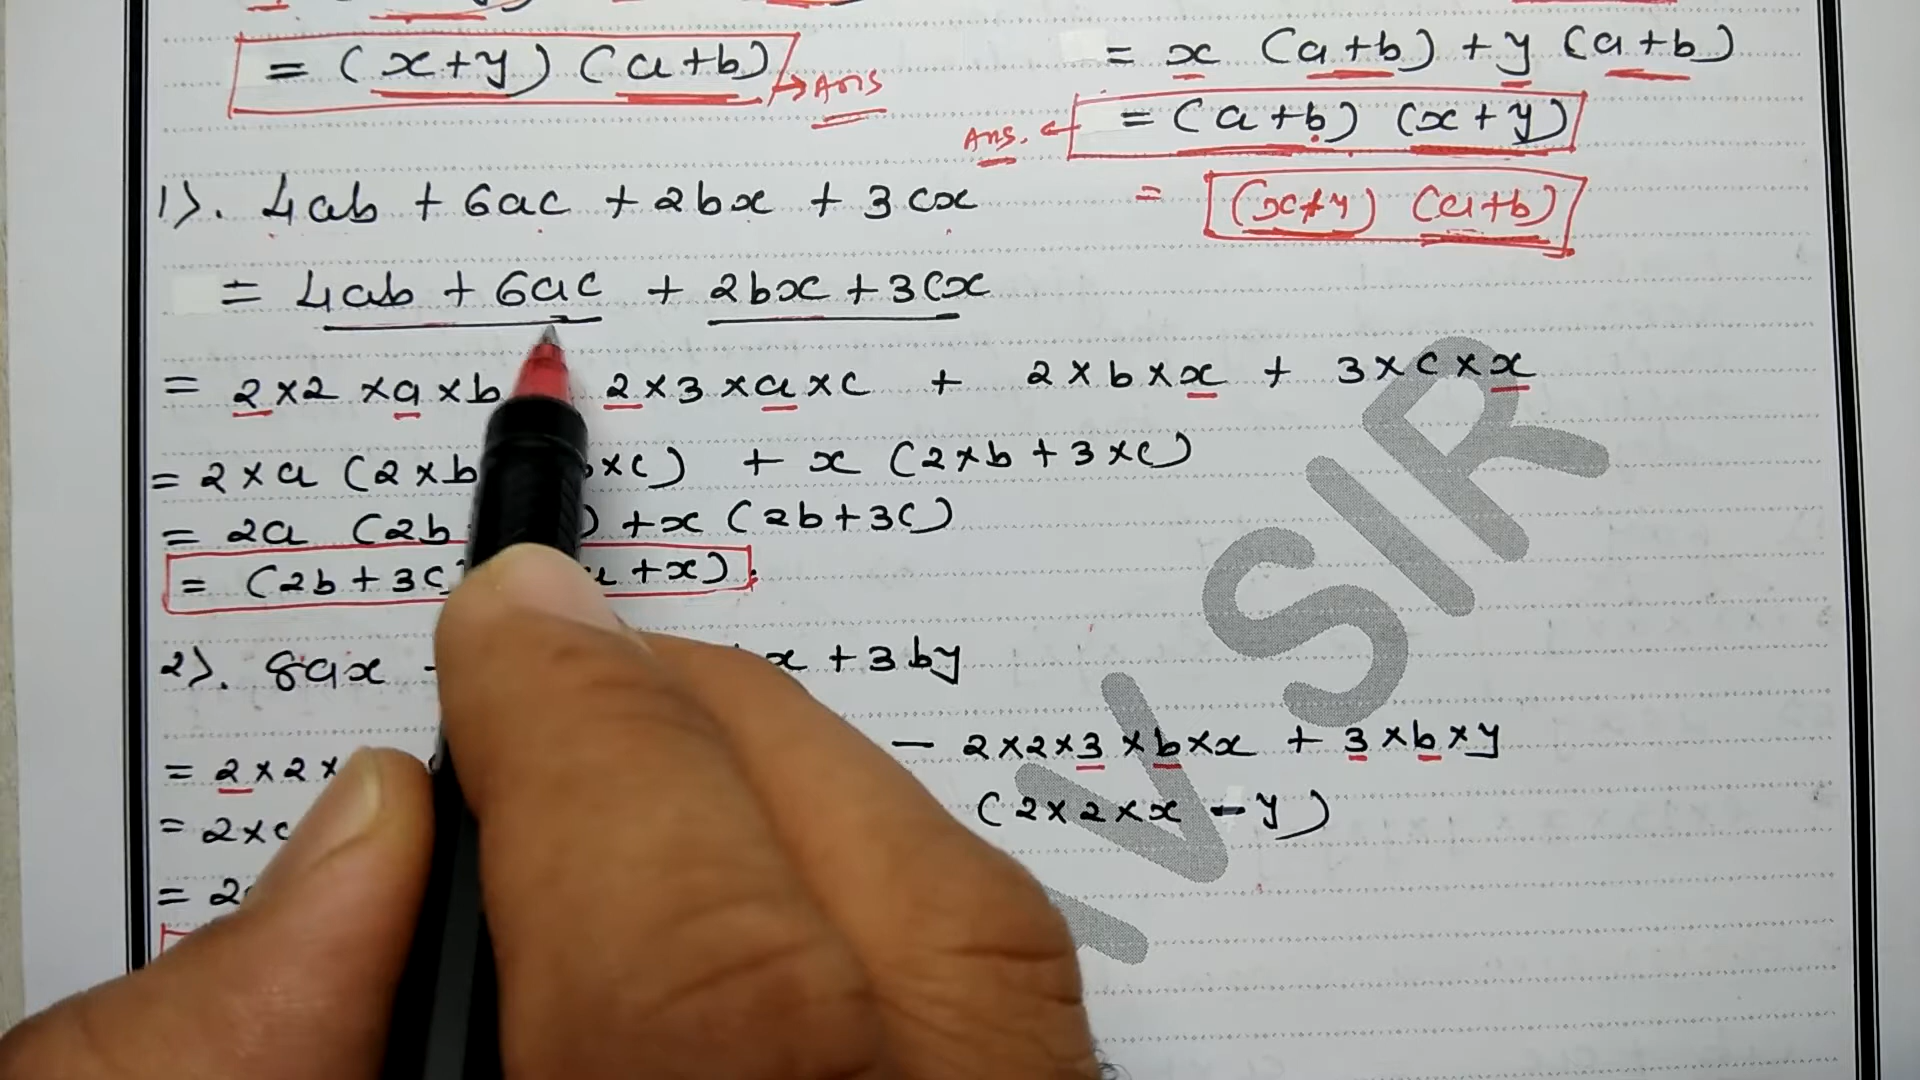 = (x+y) (a+b) → Ans
= x (a+b) + y (a+b)
Ans. ← = (a+b) (x+y)
= (x+y) (a+b)
1). 4ab + 6ac + 2bx + 3cx
= 4ab + 6ac + 2bx + 3cx
= 2×2 ×a×b 2×3×a×c + 2×b×x + 3×c×x
= 2×a (2×b ×c) + x (2×b + 3×c)
= 2a (2b ) +x (2b+3c)
= (2b+3c +x)
2). 8ax x + 3by
= 2×2× — 2×2×3×b×x + 3×b×y
= 2× (2×2×x - y)
= 2
V SIR